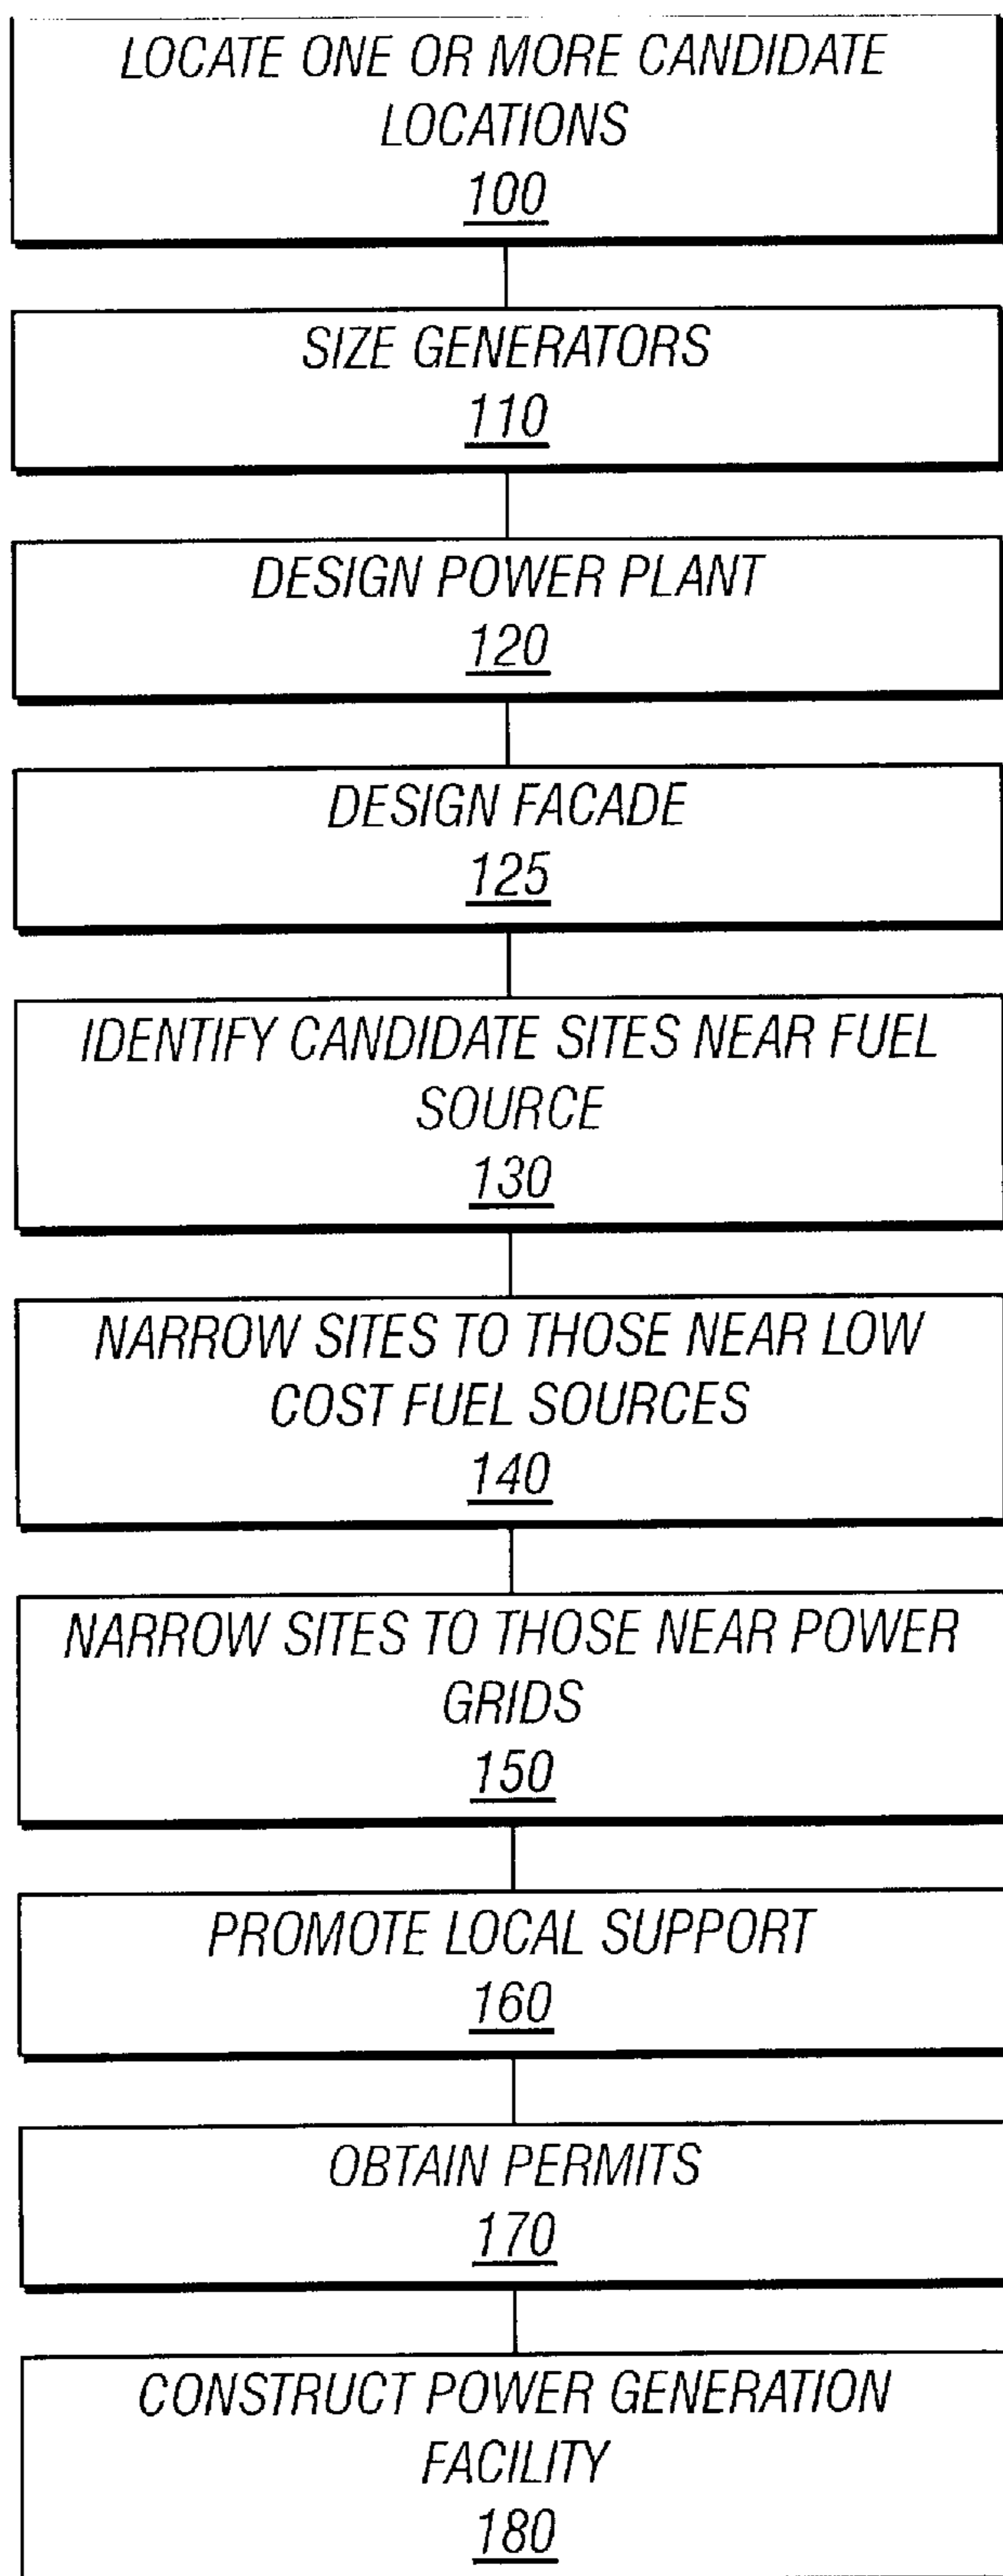 LOCATE ONE OR MORE CANDIDATE
LOCATIONS
100
SIZE GENERATORS
110
DESIGN POWER PLANT
120
DESIGN FACADE
125
IDENTIFY CANDIDATE SITES NEAR FUEL
SOURCE
130
NARROW SITES TO THOSE NEAR LOW
COST FUEL SOURCES
140
NARROW SITES TO THOSE NEAR POWER
GRIDS
150
PROMOTE LOCAL SUPPORT
160
OBTAIN PERMITS
170
CONSTRUCT POWER GENERATION
FACILITY
180